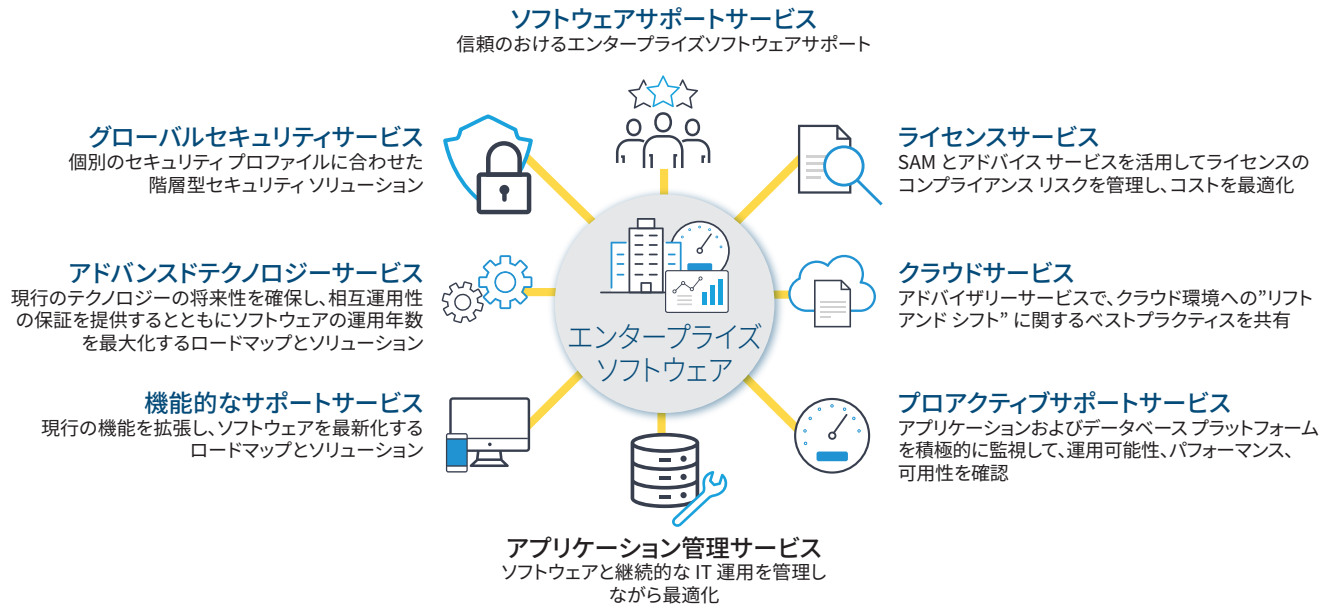 ソフトウェアサポートサービス
信頼のおけるエンタープライズソフトウェアサポート
グローバルセキュリティサービス
個別のセキュリティ プロファイルに合わせた
階層型セキュリティ ソリューション
ライセンスサービス
SAM とアドバイス サービスを活用してライセンスの
コンプライアンス リスクを管理し、コストを最適化
アドバンスドテクノロジーサービス
現行のテクノロジーの将来性を確保し、相互運用性
の保証を提供するとともにソフトウェアの運用年数
を最大化するロードマップとソリューション
クラウドサービス
アドバイザリーサービスで、クラウド環境への”リフト
アンド シフト” に関するベストプラクティスを共有
エンタープライズ
ソフトウェア
機能的なサポートサービス
現行の機能を拡張し、ソフトウェアを最新化する
ロードマップとソリューション
プロアクティブサポートサービス
アプリケーションおよびデータベース プラットフォーム
を積極的に監視して、運用可能性、パフォーマンス、
可用性を確認
アプリケーション管理サービス
ソフトウェアと継続的な IT 運用を管理し
ながら最適化